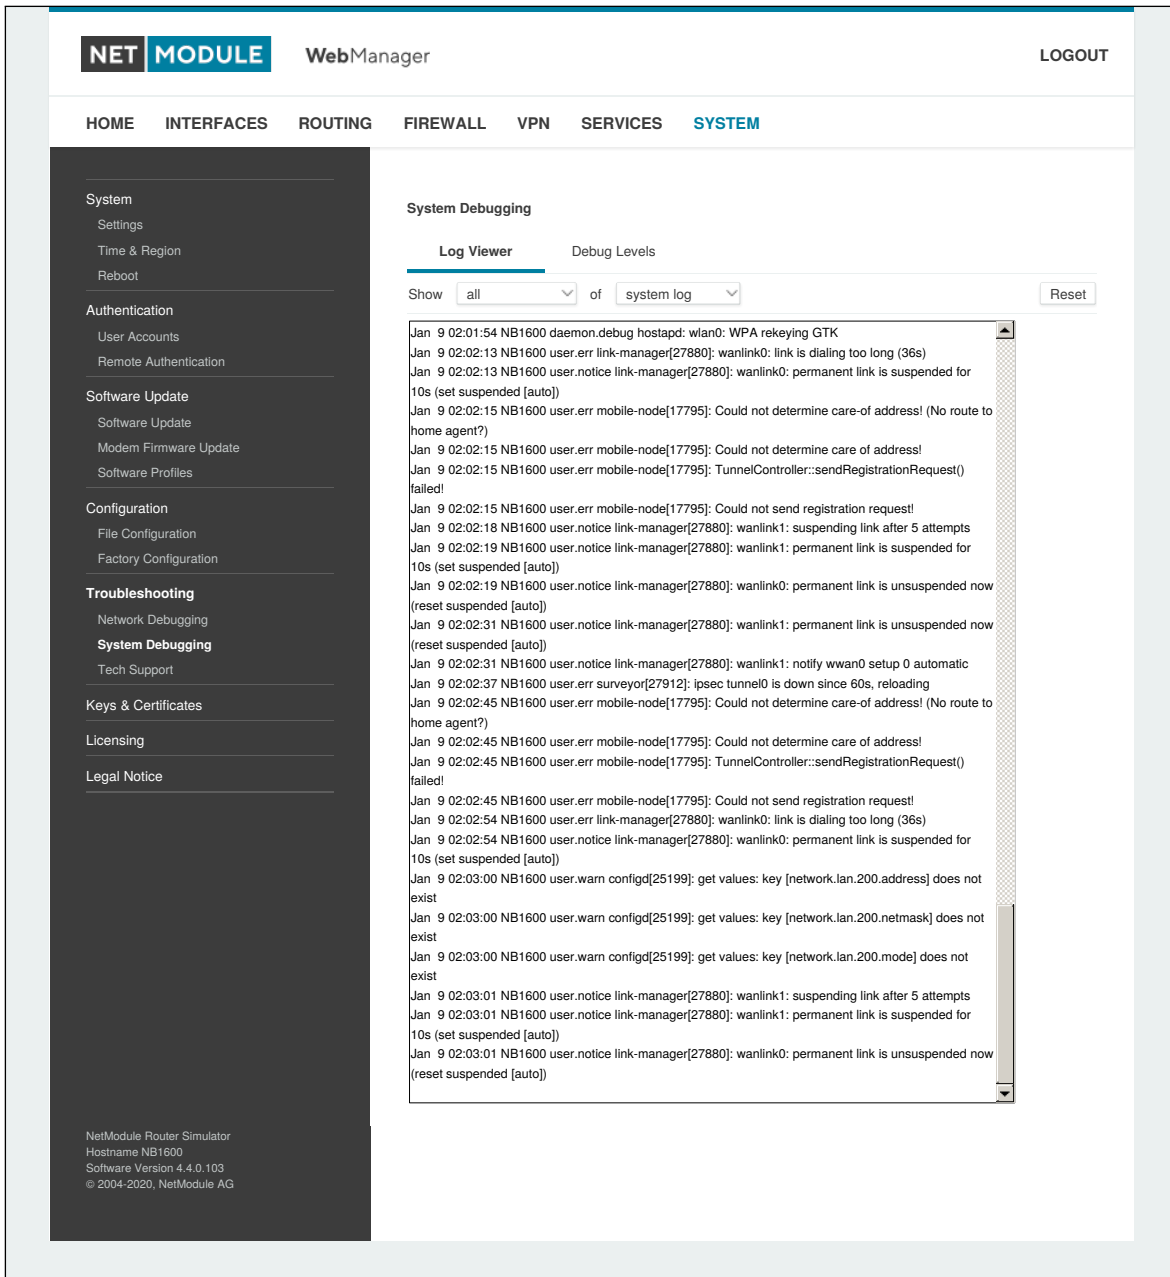 NET MODULE WebManager LOGOUT
HOME INTERFACES ROUTING FIREWALL VPN SERVICES SYSTEM
System
Settings
Time & Region
Reboot
Authentication
User Accounts
Remote Authentication
Software Update
Software Update
Modem Firmware Update
Software Profiles
Configuration
File Configuration
Factory Configuration
Troubleshooting
Network Debugging
System Debugging
Tech Support
Keys & Certificates
Licensing
Legal Notice
NetModule Router Simulator
Hostname NB1600
Software Version 4.4.0.103
© 2004-2020, NetModule AG
System Debugging
Log Viewer Debug Levels
Show all of system log Reset
Jan 9 02:01:54 NB1600 daemon.debug hostapd: wlan0: WPA rekeying GTK
Jan 9 02:02:13 NB1600 user.err link-manager[27880]: wanlink0: link is dialing too long (36s)
Jan 9 02:02:13 NB1600 user.notice link-manager[27880]: wanlink0: permanent link is suspended for
10s (set suspended [auto])
Jan 9 02:02:15 NB1600 user.err mobile-node[17795]: Could not determine care-of address! (No route to
home agent?)
Jan 9 02:02:15 NB1600 user.err mobile-node[17795]: Could not determine care of address!
Jan 9 02:02:15 NB1600 user.err mobile-node[17795]: TunnelController::sendRegistrationRequest()
failed!
Jan 9 02:02:15 NB1600 user.err mobile-node[17795]: Could not send registration request!
Jan 9 02:02:18 NB1600 user.notice link-manager[27880]: wanlink1: suspending link after 5 attempts
Jan 9 02:02:19 NB1600 user.notice link-manager[27880]: wanlink1: permanent link is suspended for
10s (set suspended [auto])
Jan 9 02:02:19 NB1600 user.notice link-manager[27880]: wanlink0: permanent link is unsuspended now
(reset suspended [auto])
Jan 9 02:02:31 NB1600 user.notice link-manager[27880]: wanlink1: permanent link is unsuspended now
(reset suspended [auto])
Jan 9 02:02:31 NB1600 user.notice link-manager[27880]: wanlink1: notify wwan0 setup 0 automatic
Jan 9 02:02:37 NB1600 user.err surveyor[27912]: ipsec tunnel0 is down since 60s, reloading
Jan 9 02:02:45 NB1600 user.err mobile-node[17795]: Could not determine care-of address! (No route to
home agent?)
Jan 9 02:02:45 NB1600 user.err mobile-node[17795]: Could not determine care of address!
Jan 9 02:02:45 NB1600 user.err mobile-node[17795]: TunnelController::sendRegistrationRequest()
failed!
Jan 9 02:02:45 NB1600 user.err mobile-node[17795]: Could not send registration request!
Jan 9 02:02:54 NB1600 user.err link-manager[27880]: wanlink0: link is dialing too long (36s)
Jan 9 02:02:54 NB1600 user.notice link-manager[27880]: wanlink0: permanent link is suspended for
10s (set suspended [auto])
Jan 9 02:03:00 NB1600 user.warn configd[25199]: get values: key [network.lan.200.address] does not
exist
Jan 9 02:03:00 NB1600 user.warn configd[25199]: get values: key [network.lan.200.netmask] does not
exist
Jan 9 02:03:00 NB1600 user.warn configd[25199]: get values: key [network.lan.200.mode] does not
exist
Jan 9 02:03:01 NB1600 user.notice link-manager[27880]: wanlink1: suspending link after 5 attempts
Jan 9 02:03:01 NB1600 user.notice link-manager[27880]: wanlink1: permanent link is suspended for
10s (set suspended [auto])
Jan 9 02:03:01 NB1600 user.notice link-manager[27880]: wanlink0: permanent link is unsuspended now
(reset suspended [auto])